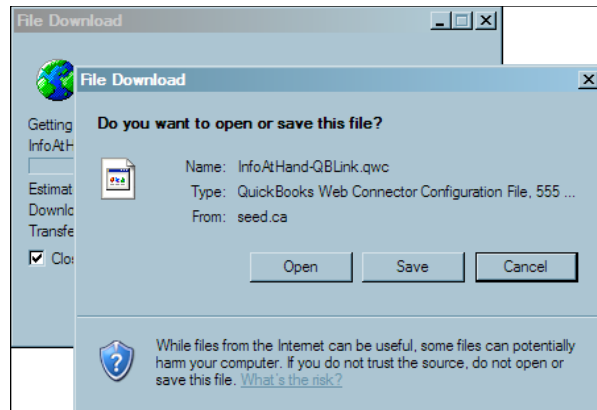 File Download
File Download
Getting
InfoAtH
Estimat
Downlo
Transfe
Clos
Do you want to open or save this file?
Name: InfoAtHand-QBLink.qwc
Type: QuickBooks Web Connector Configuration File, 555 ...
From: seed.ca
Open Save Cancel
While files from the Internet can be useful, some files can potentially
harm your computer. If you do not trust the source, do not open or
save this file. What's the risk?